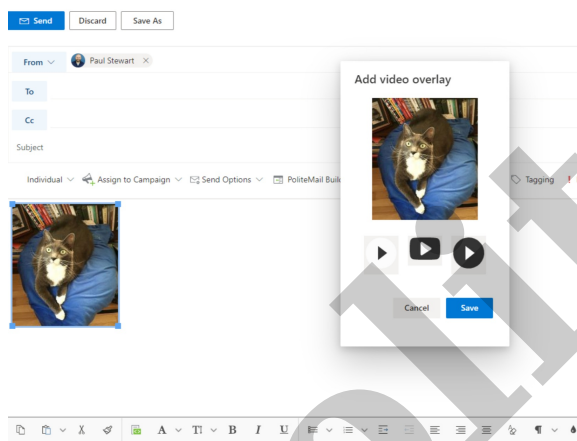 Send Discard Save As
From Paul Stewart
To
Cc
Subject
Individual Assign to Campaign Send Options PoliteMail Buil Tagging !
Add video overlay
Cancel Save
A TI B I U